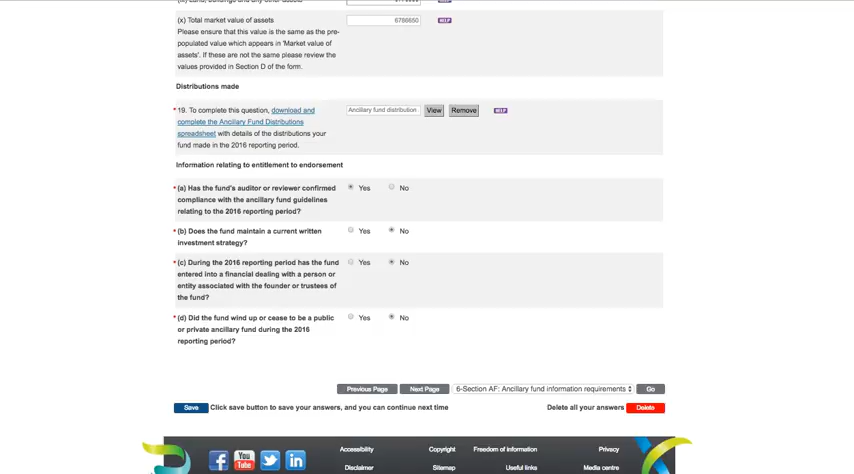 (x) Total market value of assets
6786650
HELP
Please ensure that this value is the same as the pre-
populated value which appears in 'Market value of
assets'. If these are not the same please review the
values provided in Section D of the form.
Distributions made
* 19. To complete this question, download and
complete the Ancillary Fund Distributions
spreadsheet with details of the distributions your
fund made in the 2016 reporting period.
Ancillary fund distribution
View
Remove
HELP
Information relating to entitlement to endorsement
* (a) Has the fund's auditor or reviewer confirmed
compliance with the ancillary fund guidelines
relating to the 2016 reporting period?
Yes
No
* (b) Does the fund maintain a current written
investment strategy?
Yes
No
* (c) During the 2016 reporting period has the fund
entered into a financial dealing with a person or
entity associated with the founder or trustees of
the fund?
Yes
No
* (d) Did the fund wind up or cease to be a public
or private ancillary fund during the 2016
reporting period?
Yes
No
Previous Page
Next Page
6-Section AF: Ancillary fund information requirements
Go
Save
Click save button to save your answers, and you can continue next time
Delete all your answers
Delete
You
Tube
in
Accessibility
Copyright
Freedom of information
Privacy
Disclaimer
Sitemap
Useful links
Media centre